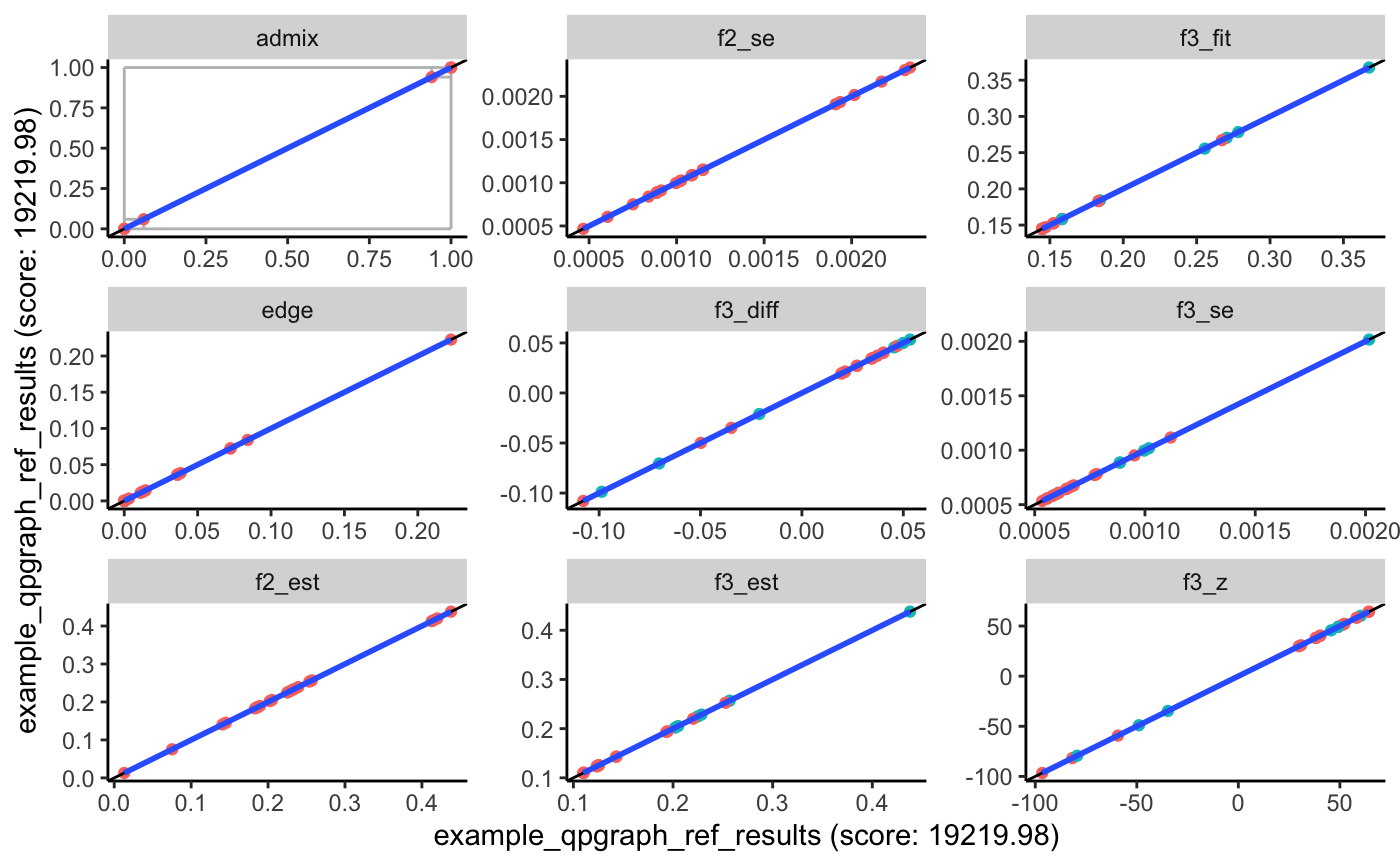 example_qpgraph_ref_results (score: 19219.98)
admix
1.00
0.75
0.50
0.25
0.00
0.00 0.25 0.50 0.75 1.00
f2_se
0.0020
0.0015
0.0010
0.0005
0.0005 0.0010 0.0015 0.0020
f3_fit
0.35
0.30
0.25
0.20
0.15
0.15 0.20 0.25 0.30 0.35
edge
0.20
0.15
0.10
0.05
0.00
0.00 0.05 0.10 0.15 0.20
f3_diff
0.05
0.00
-0.05
-0.10
-0.10 -0.05 0.00 0.05
f3_se
0.0020
0.0015
0.0010
0.0005
0.0005 0.0010 0.0015 0.0020
f2_est
0.4
0.3
0.2
0.1
0.0
0.0 0.1 0.2 0.3 0.4
f3_est
0.4
0.3
0.2
0.1
0.1 0.2 0.3 0.4
f3_z
50
0
-50
-100
-100 -50 0 50
example_qpgraph_ref_results (score: 19219.98)